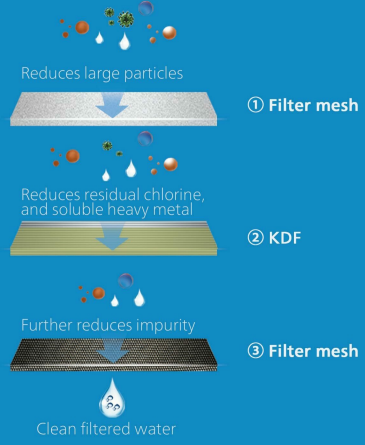 Reduces large particles
① Filter mesh
Reduces residual chlorine,
and soluble heavy metal
② KDF
Further reduces impurity
③ Filter mesh
Clean filtered water